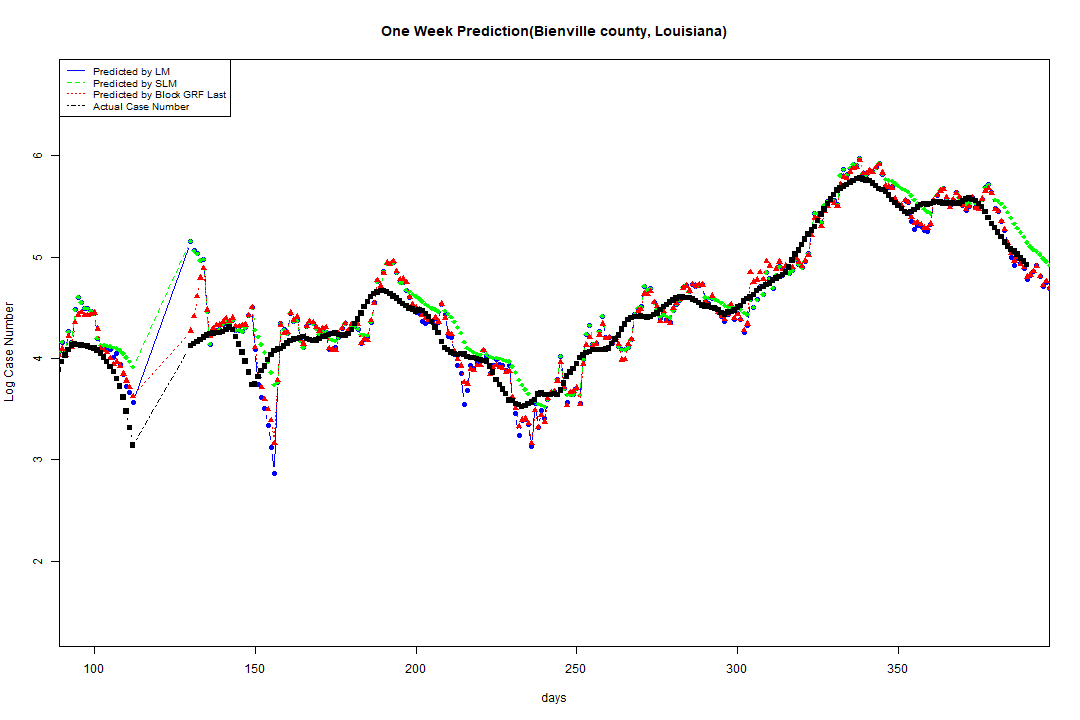 One Week Prediction(Bienville county, Louisiana)
Predicted by LM
Predicted by SLM
Predicted by Block GRF Last
Actual Case Number
6
5
4
3
2
Log Case Number
100 150 200 250 300 350
days